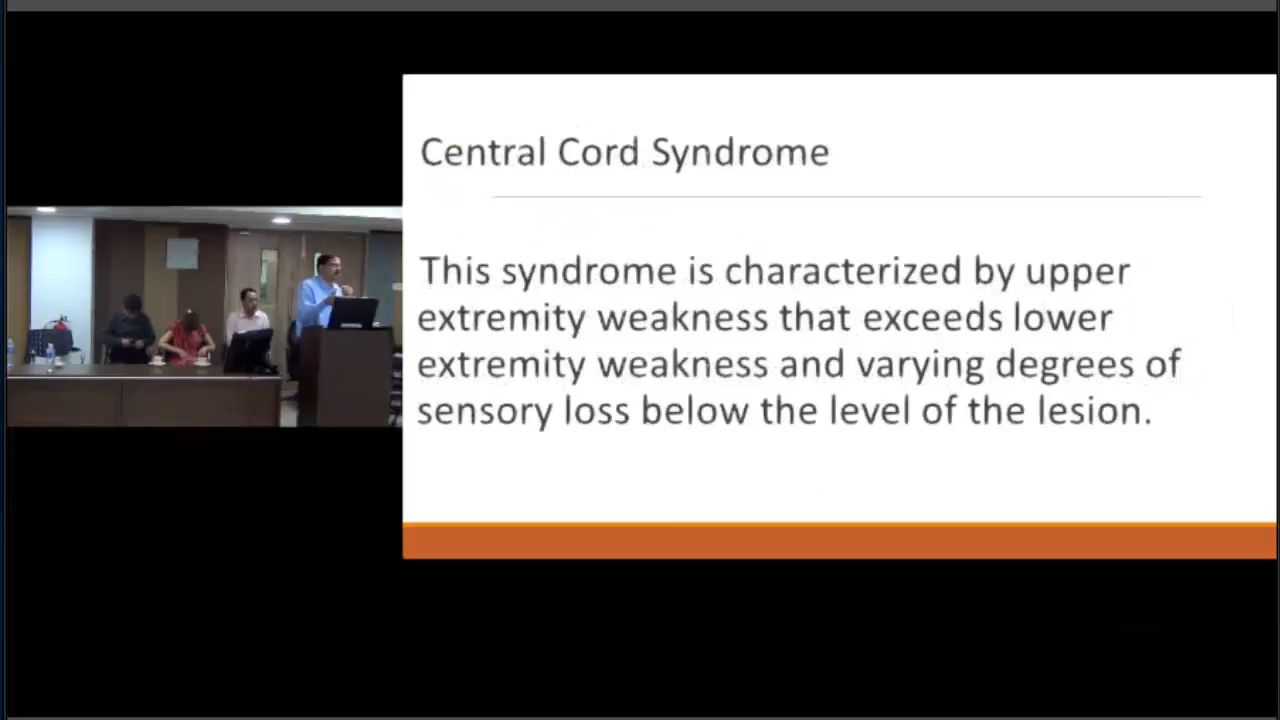 Central Cord Syndrome
This syndrome is characterized by upper
extremity weakness that exceeds lower
extremity weakness and varying degrees of
sensory loss below the level of the lesion.